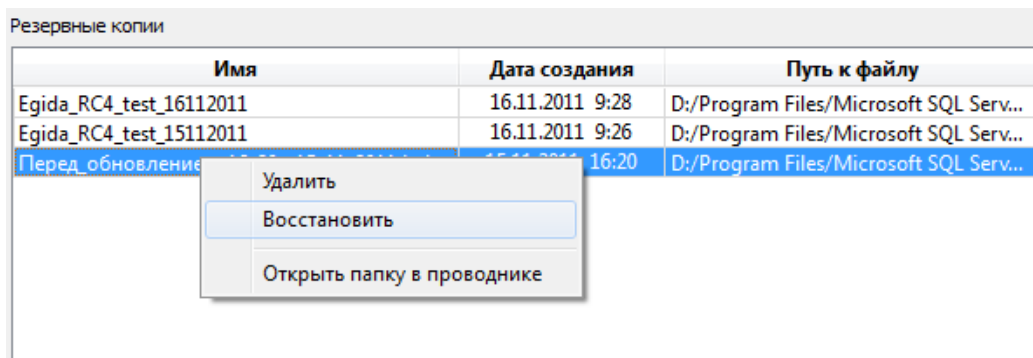 Резервные копии
Имя Дата создания Путь к файлу
Egida_RC4_test_16112011 16.11.2011 9:28 D:/Program Files/Microsoft SQL Serv...
Egida_RC4_test_15112011 16.11.2011 9:26 D:/Program Files/Microsoft SQL Serv...
16:20 D:/Program Files/Microsoft SQL Serv...
Удалить
Восстановить
Открыть папку в проводнике